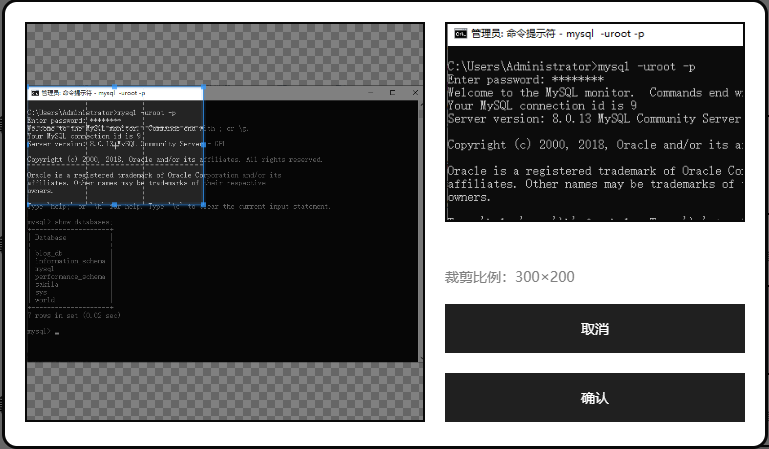 管理员: 命令提示符 - mysql -uroot -p
C:\Users\Administrator>mysql -uroot -p
Enter password: ********
Welcome to the MySQL monitor.  Commands end with ; or \g.
Your MySQL connection id is 9
Server version: 8.0.13 MySQL Community Server - GPL
Copyright (c) 2000, 2018, Oracle and/or its affiliates. All rights reserved.
Oracle is a registered trademark of Oracle Corporation and/or its
affiliates. Other names may be trademarks of their respective
owners.
Type 'help;' or '\h' for help. Type '\c' to clear the current input statement.
mysql> show databases;
+--------------------+
| Database           |
+--------------------+
| blog_db            |
| information_schema |
| mysql              |
| performance_schema |
| sakila             |
| sys                |
| world              |
+--------------------+
7 rows in set (0.02 sec)
mysql> _
管理员: 命令提示符 - mysql  -uroot -p
C:\Users\Administrator>mysql -uroot -p
Enter password: ********
Welcome to the MySQL monitor.  Commands end w
Your MySQL connection id is 9
Server version: 8.0.13 MySQL Community Server
Copyright (c) 2000, 2018, Oracle and/or its a
Oracle is a registered trademark of Oracle Co
affiliates. Other names may be trademarks of
owners.
裁剪比例：300×200
取消
确认